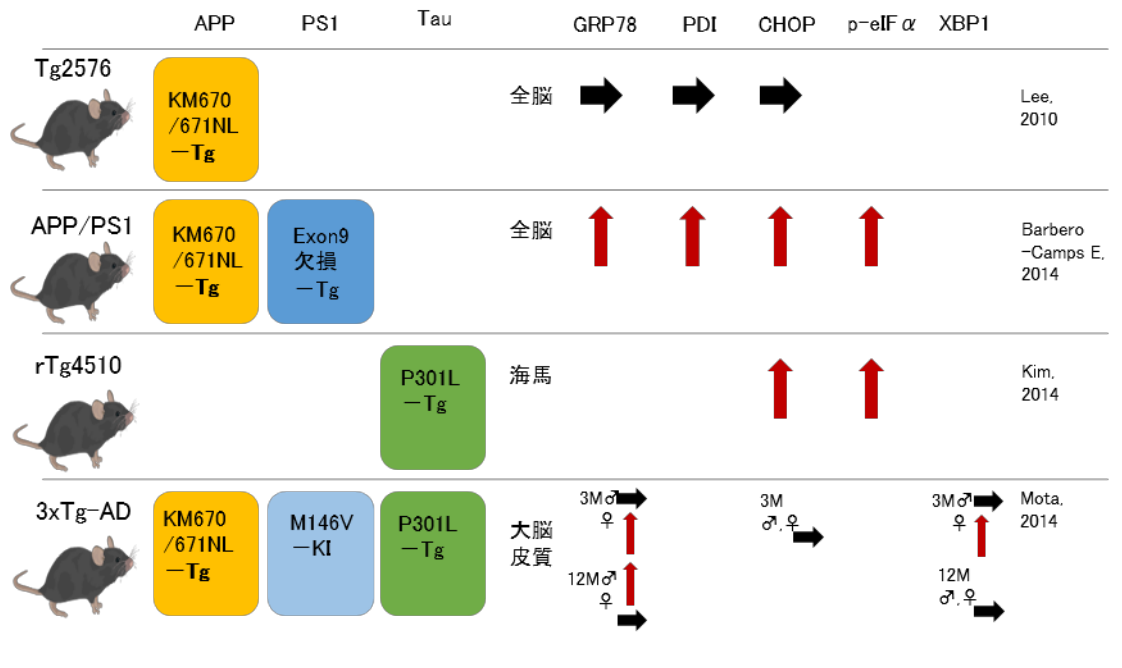 APP PS1 Tau GRP78 PDI CHOP p-eIFα XBP1
Tg2576
KM670
/671NL
－Tg
全脳
Lee,
2010
APP/PS1
KM670
/671NL
－Tg
Exon9
欠損
－Tg
全脳
Barbero
-Camps E,
2014
rTg4510
P301L
－Tg
海馬
Kim,
2014
3xTg-AD
KM670
/671NL
－Tg
M146V
－KI
P301L
－Tg
大脳
皮質
3M♂
♀
12M♂
♀
3M
♂,♀
3M♂
♀
12M
♂,♀
Mota,
2014